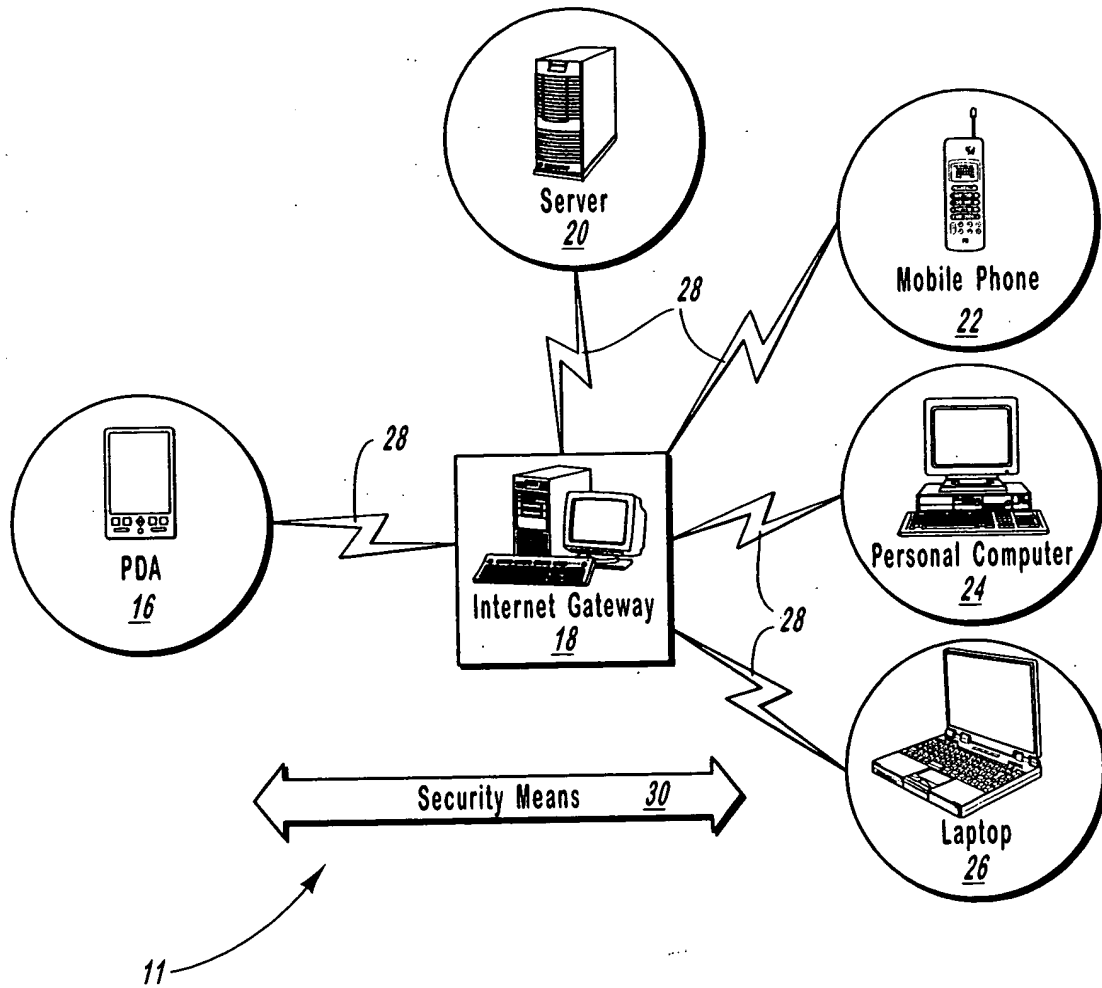 Server
20
Mobile Phone
22
28
28
PDA
16
Internet Gateway
18
Personal Computer
24
28
Laptop
26
Security Means 30
11